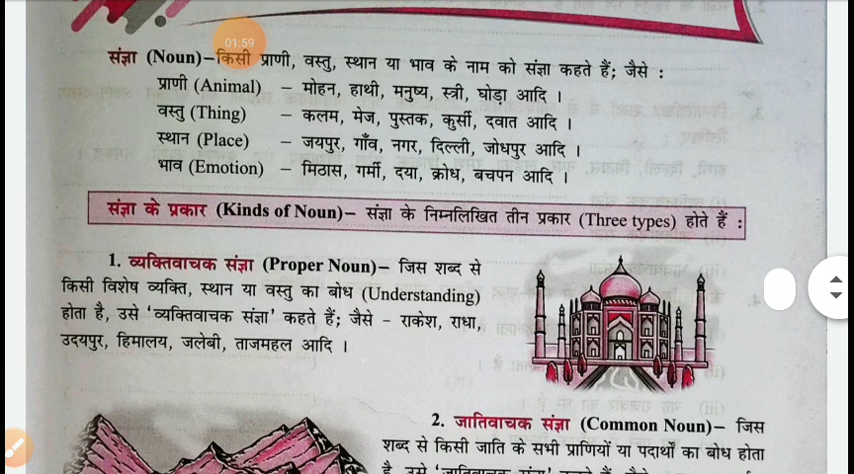 01:59
संज्ञा (Noun)–किसी प्राणी, वस्तु, स्थान या भाव के नाम को संज्ञा कहते हैं; जैसे :
प्राणी (Animal) – मोहन, हाथी, मनुष्य, स्त्री, घोड़ा आदि ।
वस्तु (Thing) – कलम, मेज, पुस्तक, कुर्सी, दवात आदि ।
स्थान (Place) – जयपुर, गाँव, नगर, दिल्ली, जोधपुर आदि ।
भाव (Emotion) – मिठास, गर्मी, दया, क्रोध, बचपन आदि ।
संज्ञा के प्रकार (Kinds of Noun)– संज्ञा के निम्नलिखित तीन प्रकार (Three types) होते हैं :
1. व्यक्तिवाचक संज्ञा (Proper Noun)– जिस शब्द से
किसी विशेष व्यक्ति, स्थान या वस्तु का बोध (Understanding)
होता है, उसे ‘व्यक्तिवाचक संज्ञा’ कहते हैं; जैसे - राकेश, राधा,
उदयपुर, हिमालय, जलेबी, ताजमहल आदि ।
2. जातिवाचक संज्ञा (Common Noun)– जिस
शब्द से किसी जाति के सभी प्राणियों या पदार्थों का बोध होता